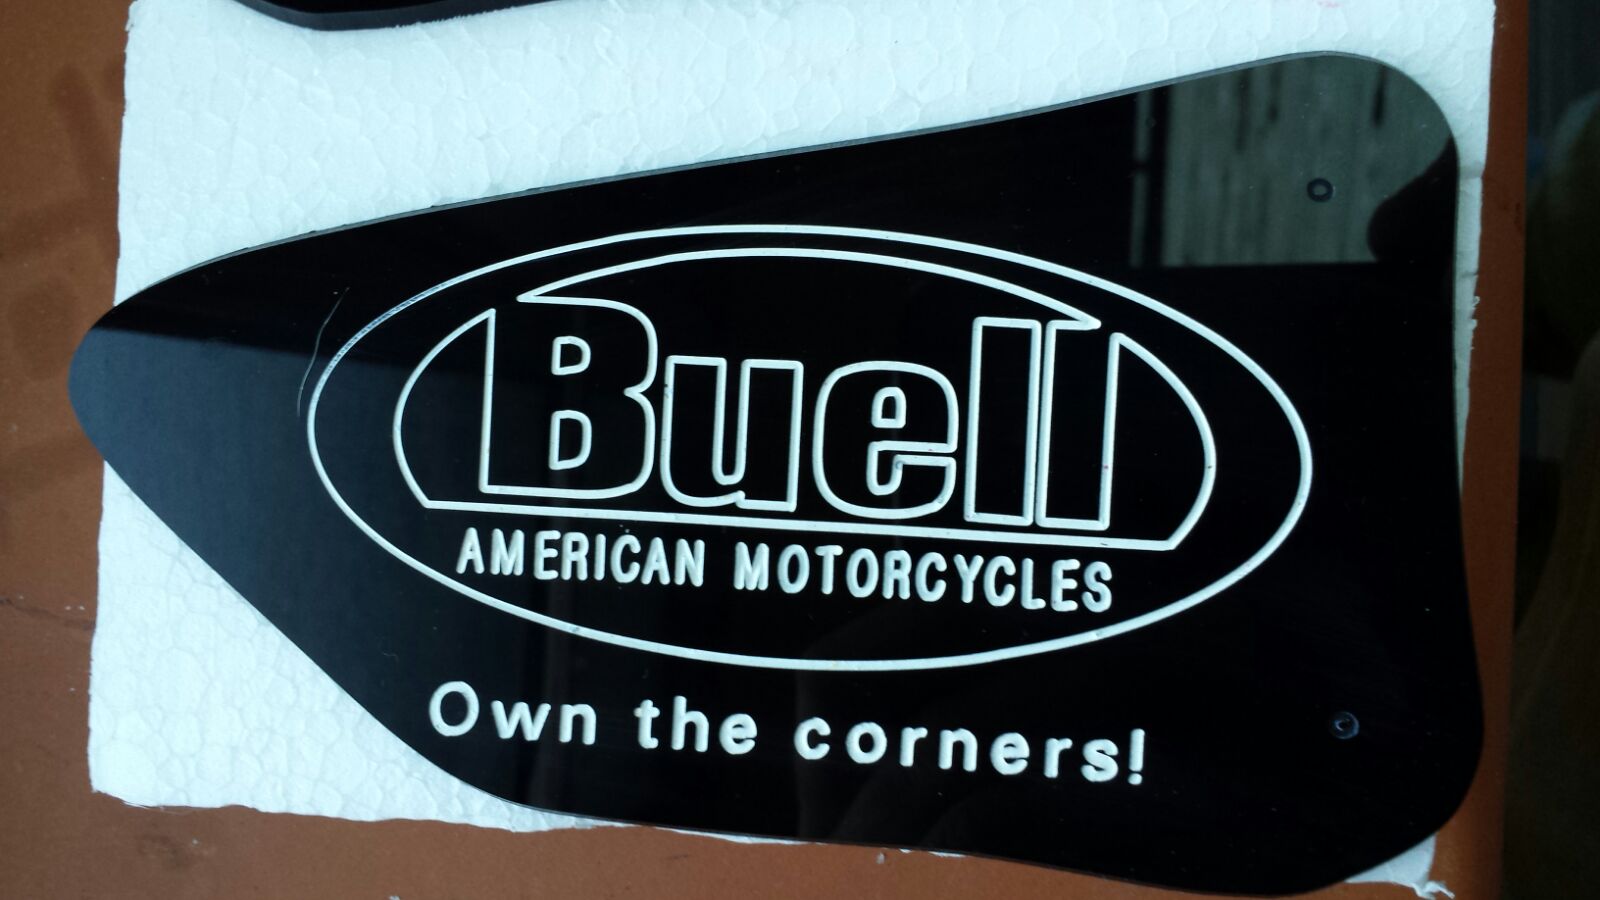 Buell
AMERICAN MOTORCYCLES
Own the corners!